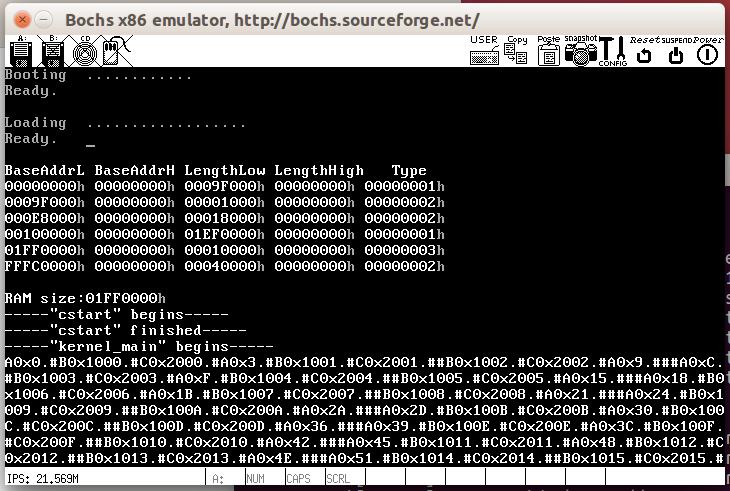 Bochs x86 emulator, http://bochs.sourceforge.net/
A: B: CD USER Copy Paste snapshot CONFIG Reset SUSPEND Power
Booting ............
Ready.
Loading ..................
Ready. _
BaseAddrL BaseAddrH LengthLow LengthHigh Type
00000000h 00000000h 0009F000h 00000000h 00000001h
0009F000h 00000000h 00001000h 00000000h 00000002h
000E8000h 00000000h 00018000h 00000000h 00000002h
00100000h 00000000h 01EF0000h 00000000h 00000001h
01FF0000h 00000000h 00010000h 00000000h 00000003h
FFFC0000h 00000000h 00040000h 00000000h 00000002h
RAM size:01FF0000h
-----"cstart" begins-----
-----"cstart" finished-----
-----"kernel_main" begins-----
A0x0.#B0x1000.#C0x2000.#A0x3.#B0x1001.#C0x2001.##B0x1002.#C0x2002.#A0x9.###A0xC.
#B0x1003.#C0x2003.#A0xF.#B0x1004.#C0x2004.##B0x1005.#C0x2005.#A0x15.###A0x18.#B0
x1006.#C0x2006.#A0x1B.#B0x1007.#C0x2007.##B0x1008.#C0x2008.#A0x21.###A0x24.#B0x1
009.#C0x2009.##B0x100A.#C0x200A.#A0x2A.###A0x2D.#B0x100B.#C0x200B.#A0x30.#B0x100
C.#C0x200C.##B0x100D.#C0x200D.#A0x36.###A0x39.#B0x100E.#C0x200E.#A0x3C.#B0x100F.
#C0x200F.##B0x1010.#C0x2010.#A0x42.###A0x45.#B0x1011.#C0x2011.#A0x48.#B0x1012.#C
0x2012.##B0x1013.#C0x2013.#A0x4E.###A0x51.#B0x1014.#C0x2014.##B0x1015.#C0x2015.#
IPS: 21.569M A: NUM CAPS SCRL